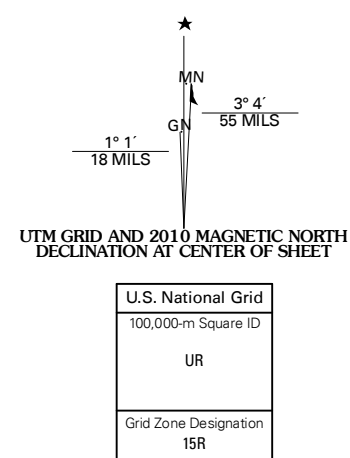 ★
MN
3° 4´
55 MILS
GN
1° 1´
18 MILS
UTM GRID AND 2010 MAGNETIC NORTH
DECLINATION AT CENTER OF SHEET
U.S. National Grid
100,000-m Square ID
UR
Grid Zone Designation
15R